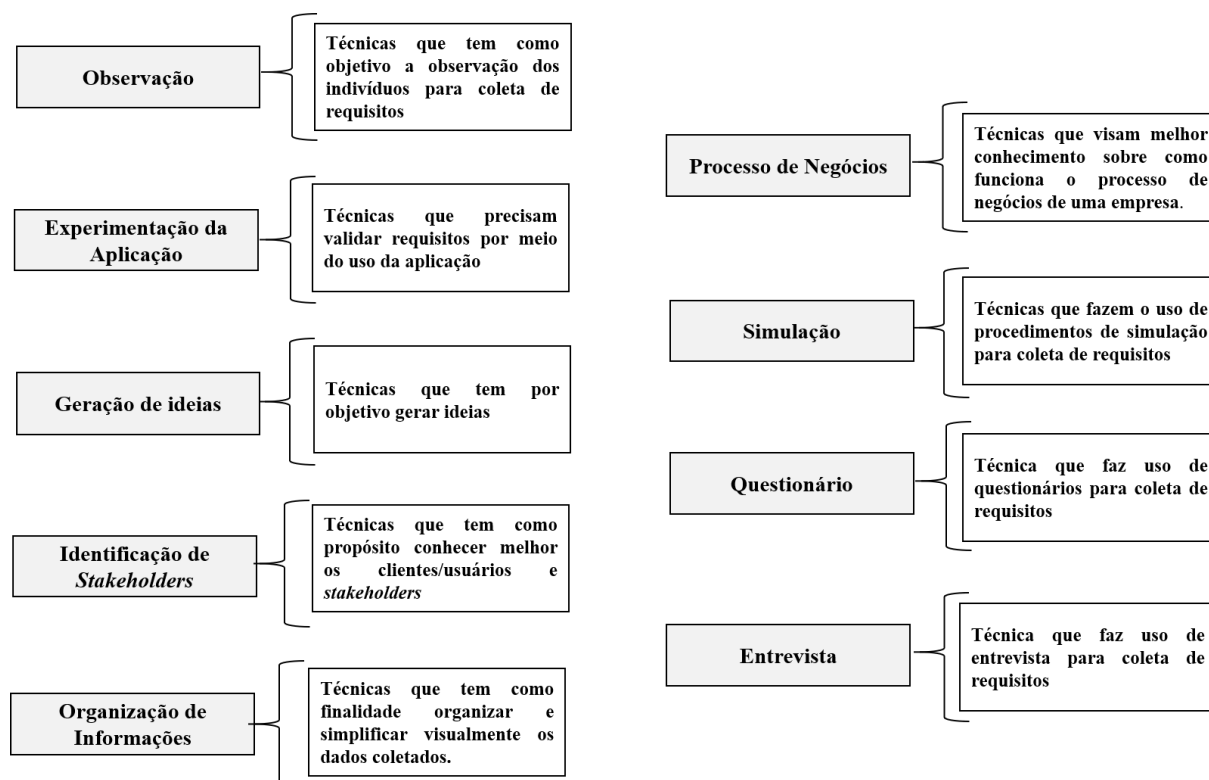 Observação
Técnicas que tem como
objetivo a observação dos
indivíduos para coleta de
requisitos
Experimentação da
Aplicação
Técnicas que precisam
validar requisitos por meio
do uso da aplicação
Geração de ideias
Técnicas que tem por
objetivo gerar ideias
Identificação de
Stakeholders
Técnicas que tem como
propósito conhecer melhor
os clientes/usuários e
stakeholders
Organização de
Informações
Técnicas que tem como
finalidade organizar e
simplificar visualmente os
dados coletados.
Processo de Negócios
Técnicas que visam melhor
conhecimento sobre como
funciona o processo de
negócios de uma empresa.
Simulação
Técnicas que fazem o uso de
procedimentos de simulação
para coleta de requisitos
Questionário
Técnica que faz uso de
questionários para coleta de
requisitos
Entrevista
Técnica que faz uso de
entrevista para coleta de
requisitos